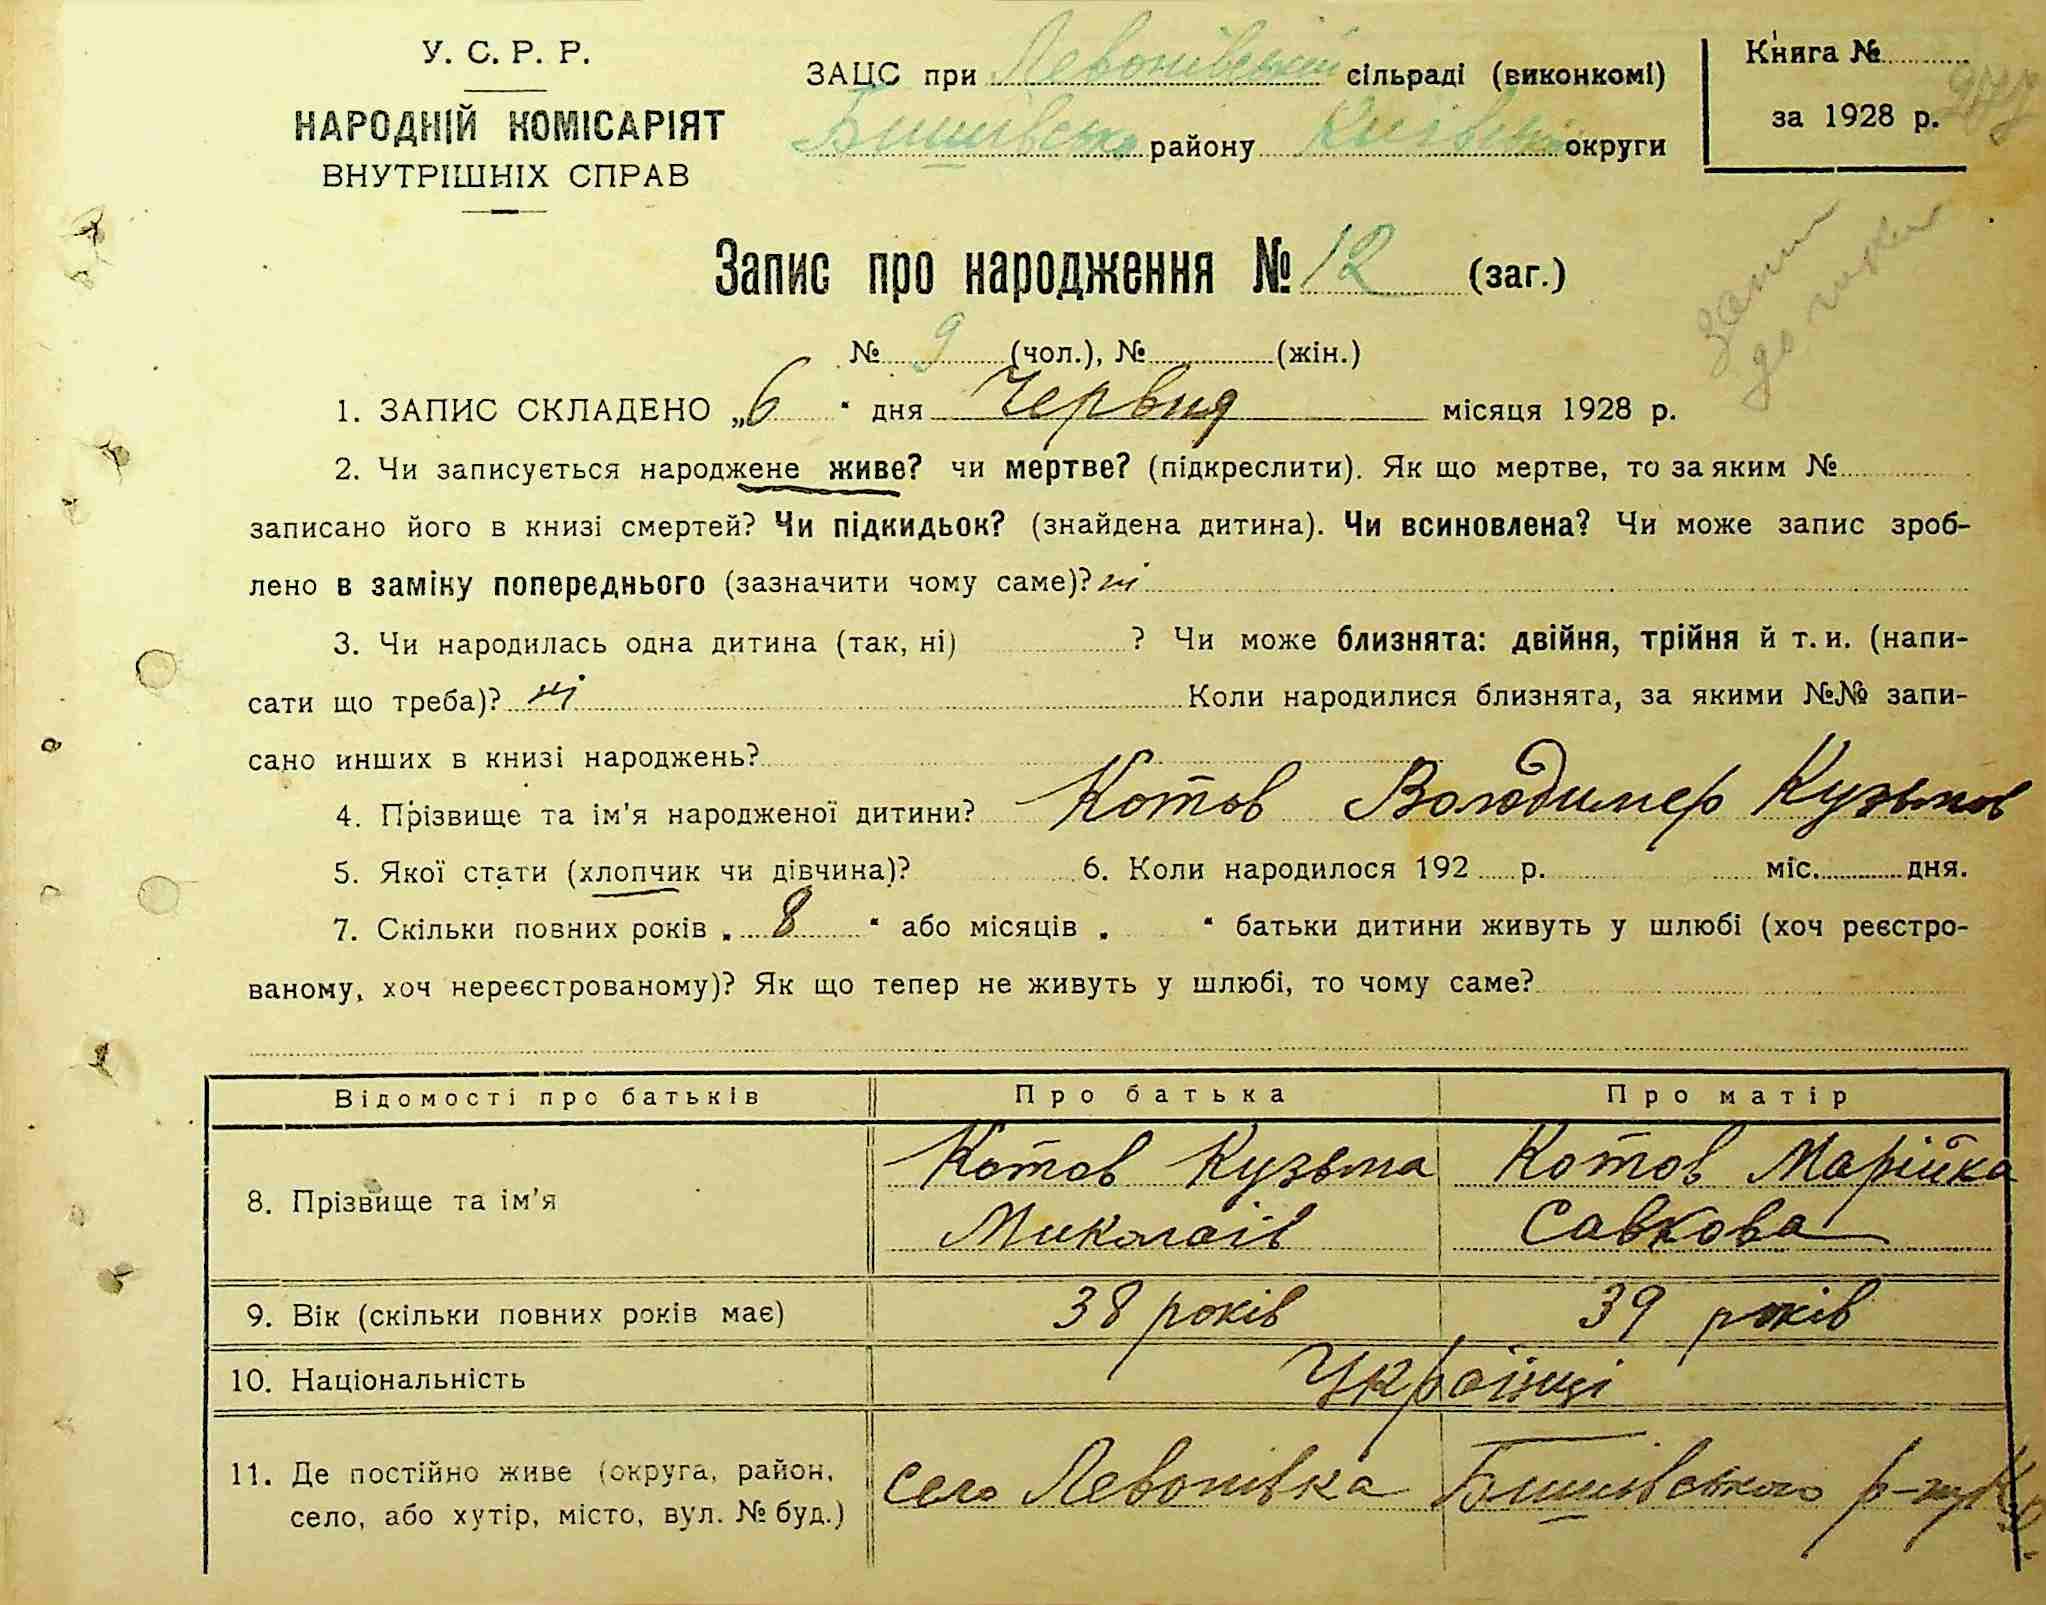 У. С. Р. Р.
НАРОДНІЙ КОМІСАРІЯТ
ВНУТРІШНІХ СПРАВ
ЗАЦС при Левонівській сільраді (виконкомі)
Бишівсько району Київської округи
Книга №
за 1928 р.
Запис про народження № 12 (заг.)
№ 9 (чол.), № (жін.)
1. ЗАПИС СКЛАДЕНО „6“ дня Червня місяця 1928 р.
2. Чи записується народжене живе? чи мертве? (підкреслити). Як що мертве, то за яким №
записано його в книзі смертей? Чи підкидьок? (знайдена дитина). Чи всиновлена? Чи може запис зроб-
лено в заміну попереднього (зазначити чому саме)? ні
3. Чи народилась одна дитина (так, ні) ? Чи може близнята: двійня, трійня й т. и. (напи-
сати що треба)? ні Коли народилися близнята, за якими №№ запи-
сано инших в книзі народжень?
4. Прізвище та ім'я народженої дитини? Котов Володимер Кузьмов
5. Якої стати (хлопчик чи дівчина)? 6. Коли народилося 192 р. міс. дня.
7. Скільки повних років „8“ або місяців „ “ батьки дитини живуть у шлюбі (хоч реєстро-
ваному, хоч нереєстрованому)? Як що тепер не живуть у шлюбі, то чому саме?
Відомості про батьків Про батька Про матір
8. Прізвище та ім'я Котов Кузьма Миколаїв Котов Марійка Савкова
9. Вік (скільки повних років має) 38 років 39 років
10. Національність Українці
11. Де постійно живе (округа, район,
село, або хутір, місто, вул. № буд.) село Левонівка Бишівського р-ну